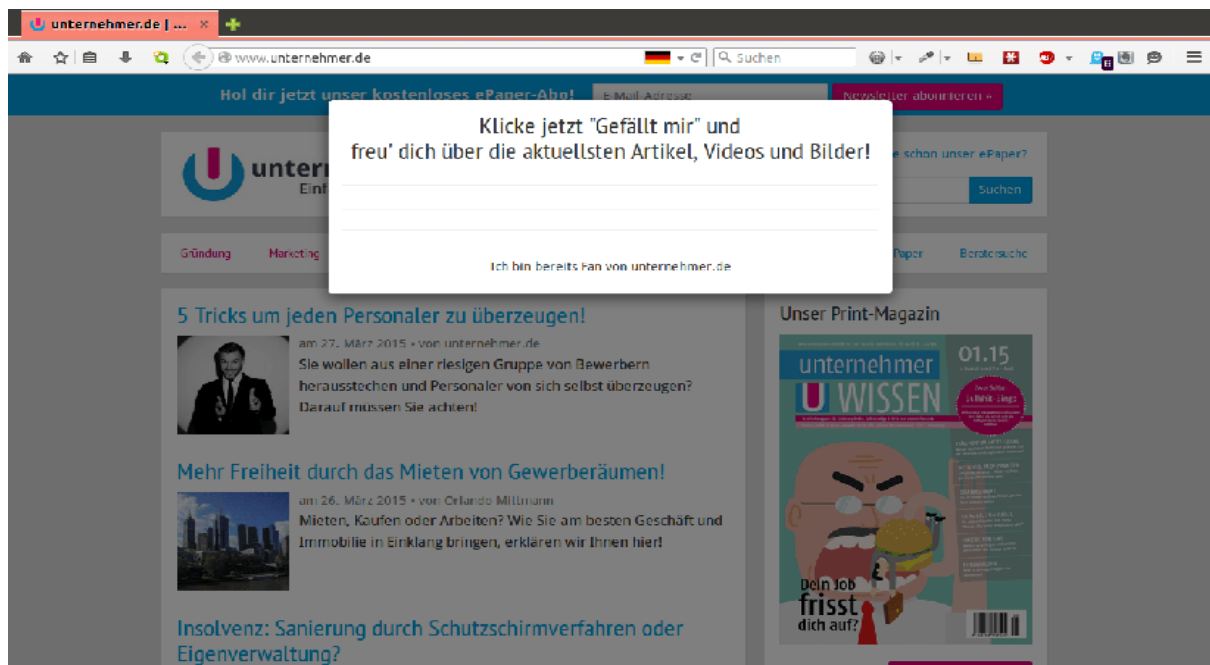 unternehmer.de | ...
www.unternehmer.de
Suchen
Hol dir jetzt unser kostenloses ePaper-Abo!
E-Mail-Adresse
Newsletter abonnieren »
Klicke jetzt "Gefällt mir" und
freu' dich über die aktuellsten Artikel, Videos und Bilder!
Ich bin bereits Fan von unternehmer.de
untern
Einf
schon unser ePaper?
Suchen
Gründung
Marketing
Paper
Beratersuche
5 Tricks um jeden Personaler zu überzeugen!
am 27. März 2015 • von unternehmer.de
Sie wollen aus einer riesigen Gruppe von Bewerbern
herausstechen und Personaler von sich selbst überzeugen?
Darauf müssen Sie achten!
Mehr Freiheit durch das Mieten von Gewerberäumen!
am 26. März 2015 • von Orlando Mittmann
Mieten, Kaufen oder Arbeiten? Wie Sie am besten Geschäft und
Immobilie in Einklang bringen, erklären wir Ihnen hier!
Insolvenz: Sanierung durch Schutzschirmverfahren oder
Eigenverwaltung?
Unser Print-Magazin
unternehmer
WISSEN
01.15
Dein Job
frisst
dich auf?